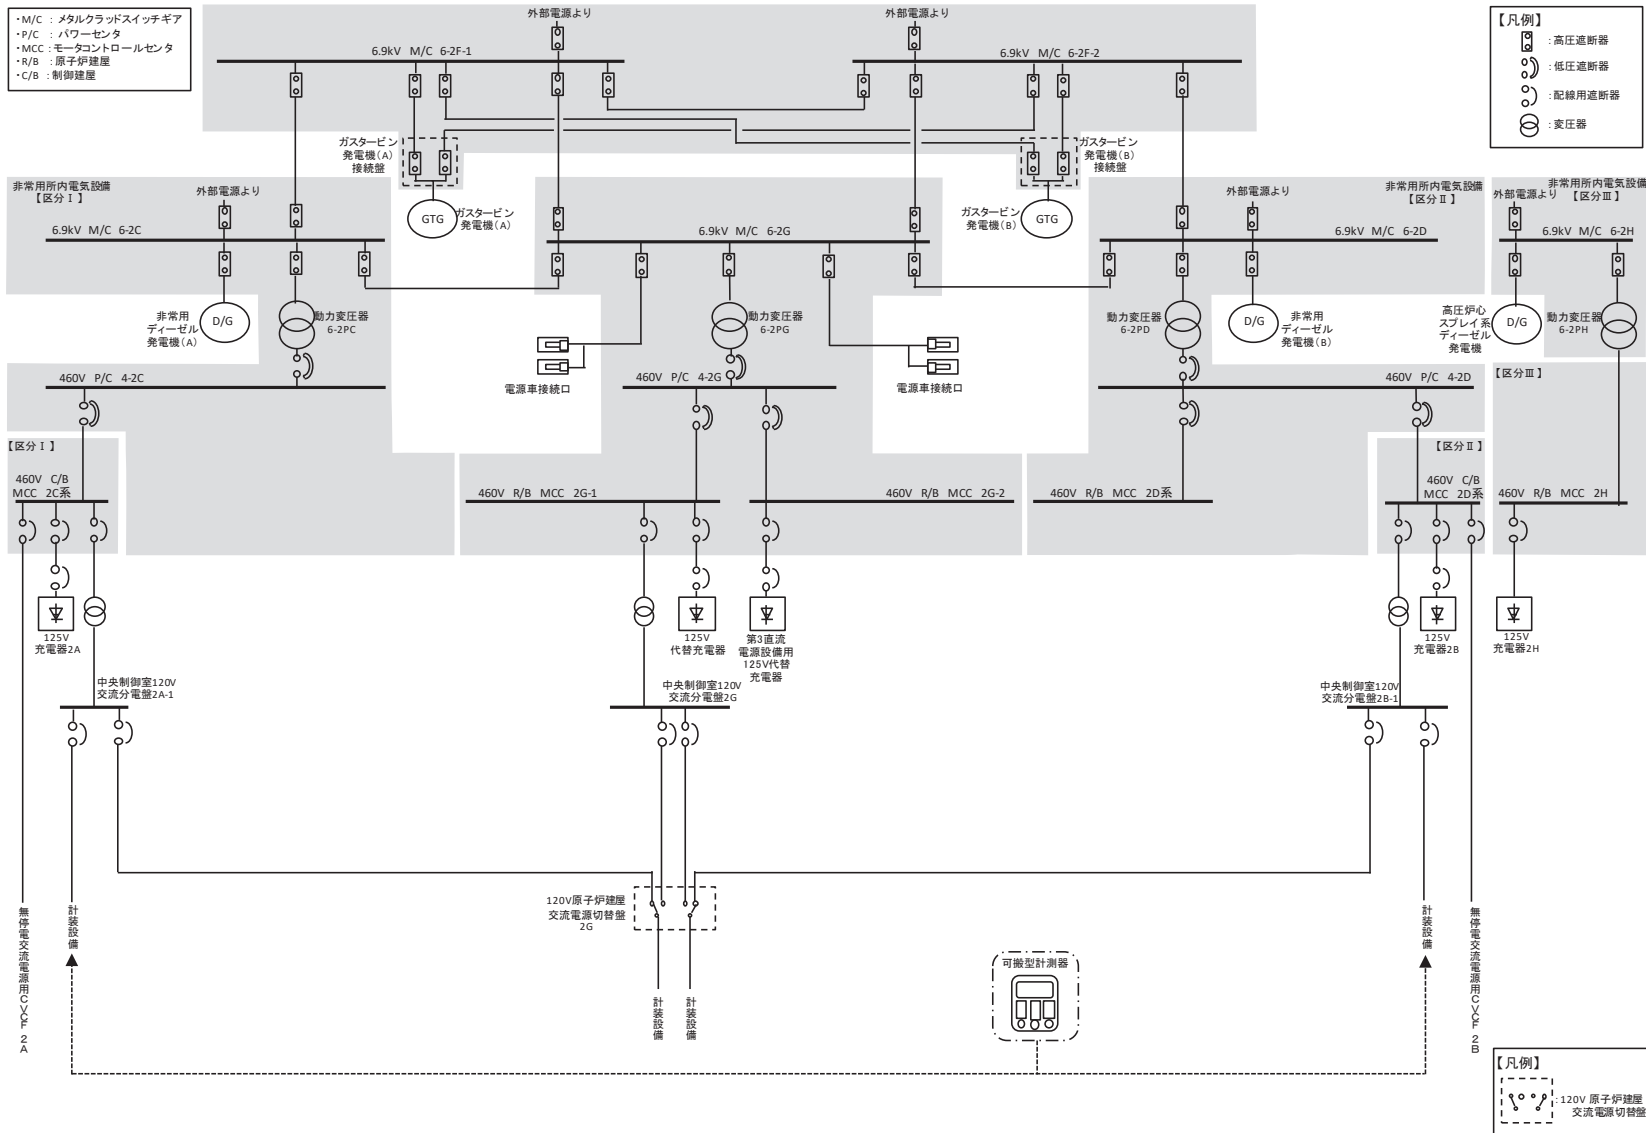 ・M/C : メタルクラッドスイッチギア
・P/C : パワーセンタ
・MCC : モータコントロールセンタ
・R/B : 原子炉建屋
・C/B : 制御建屋
外部電源より
外部電源より
【凡例】
: 高圧遮断器
: 低圧遮断器
: 配線用遮断器
: 変圧器
6.9kV M/C 6-2F-1
6.9kV M/C 6-2F-2
ガスタービン
発電機(A)
接続盤
ガスタービン
発電機(B)
接続盤
GTG
ガスタービン
発電機(A)
ガスタービン
発電機(B)
GTG
非常用所内電気設備
【区分Ⅰ】
外部電源より
外部電源より
非常用所内電気設備
【区分Ⅱ】
非常用所内電気設備
外部電源より 【区分Ⅲ】
6.9kV M/C 6-2C
6.9kV M/C 6-2G
6.9kV M/C 6-2D
6.9kV M/C 6-2H
非常用
ディーゼル
発電機(A)
D/G
動力変圧器
6-2PC
動力変圧器
6-2PG
動力変圧器
6-2PD
D/G
非常用
ディーゼル
発電機(B)
高圧炉心
スプレイ系
ディーゼル
発電機
D/G
動力変圧器
6-2PH
電源車接続口
電源車接続口
460V P/C 4-2C
460V P/C 4-2G
460V P/C 4-2D
【区分Ⅲ】
【区分Ⅰ】
【区分Ⅱ】
460V C/B
MCC 2C系
460V R/B MCC 2G-1
460V R/B MCC 2G-2
460V R/B MCC 2D系
460V C/B
MCC 2D系
460V R/B MCC 2H
125V
充電器2A
125V
代替充電器
第3直流
電源設備用
125V代替
充電器
125V
充電器2B
125V
充電器2H
中央制御室120V
交流分電盤2A-1
中央制御室120V
交流分電盤2G
中央制御室120V
交流分電盤2B-1
120V原子炉建屋
交流電源切替盤
2G
無停電交流電源用CVCF 2A
計装設備
計装設備
計装設備
可搬型計測器
計装設備
無停電交流電源用CVCF 2B
【凡例】
: 120V 原子炉建屋
交流電源切替盤